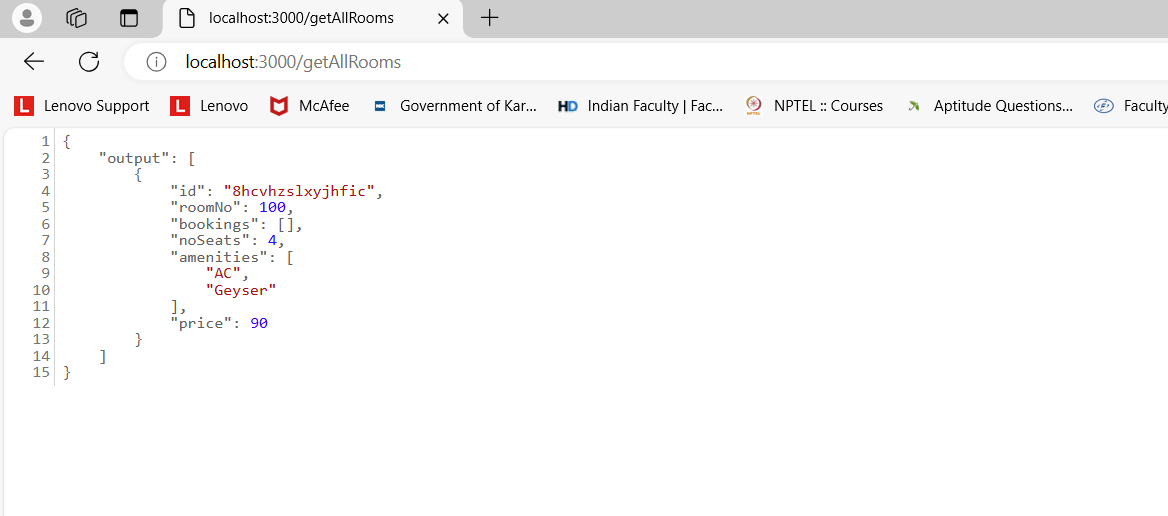 localhost:3000/getAllRooms
localhost:3000/getAllRooms
L Lenovo Support L Lenovo McAfee Government of Kar... HD Indian Faculty | Fac... NPTEL NPTEL :: Courses Aptitude Questions... Faculty
1 {
2 "output": [
3 {
4 "id": "8hcvhzslxyjhfic",
5 "roomNo": 100,
6 "bookings": [],
7 "noSeats": 4,
8 "amenities": [
9 "AC",
10 "Geyser"
11 ],
12 "price": 90
13 }
14 ]
15 }